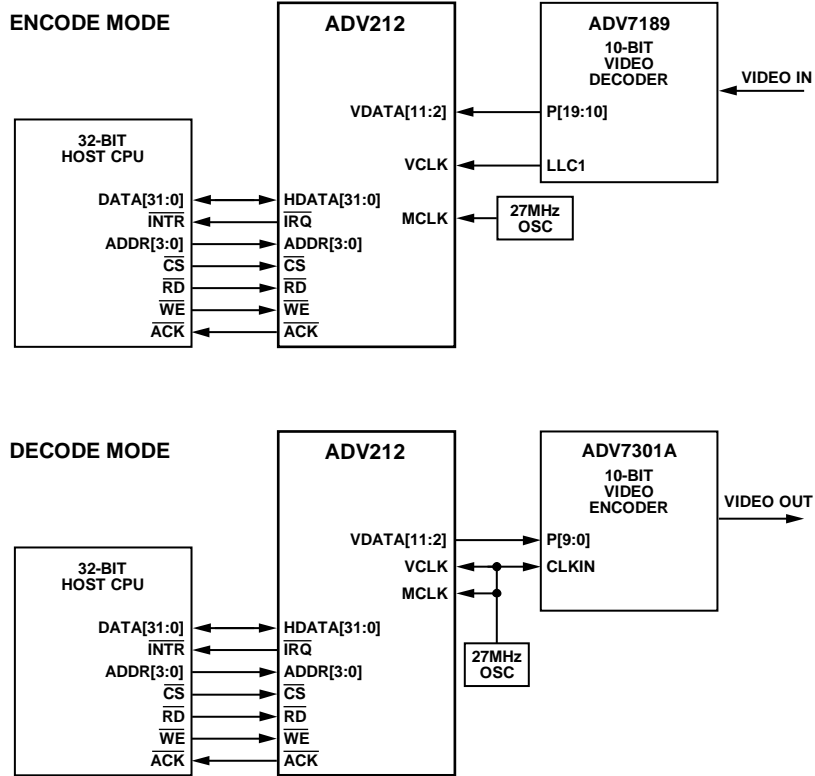 ENCODE MODE
ADV212
ADV7189
10-BIT
VIDEO
DECODER
VIDEO IN
VDATA[11:2]
P[19:10]
VCLK
LLC1
MCLK
27MHz
OSC
32-BIT
HOST CPU
DATA[31:0]
HDATA[31:0]
INTR
IRQ
ADDR[3:0]
ADDR[3:0]
CS
CS
RD
RD
WE
WE
ACK
ACK
DECODE MODE
ADV212
ADV7301A
10-BIT
VIDEO
ENCODER
VIDEO OUT
VDATA[11:2]
P[9:0]
VCLK
CLKIN
MCLK
27MHz
OSC
32-BIT
HOST CPU
DATA[31:0]
HDATA[31:0]
INTR
IRQ
ADDR[3:0]
ADDR[3:0]
CS
CS
RD
RD
WE
WE
ACK
ACK